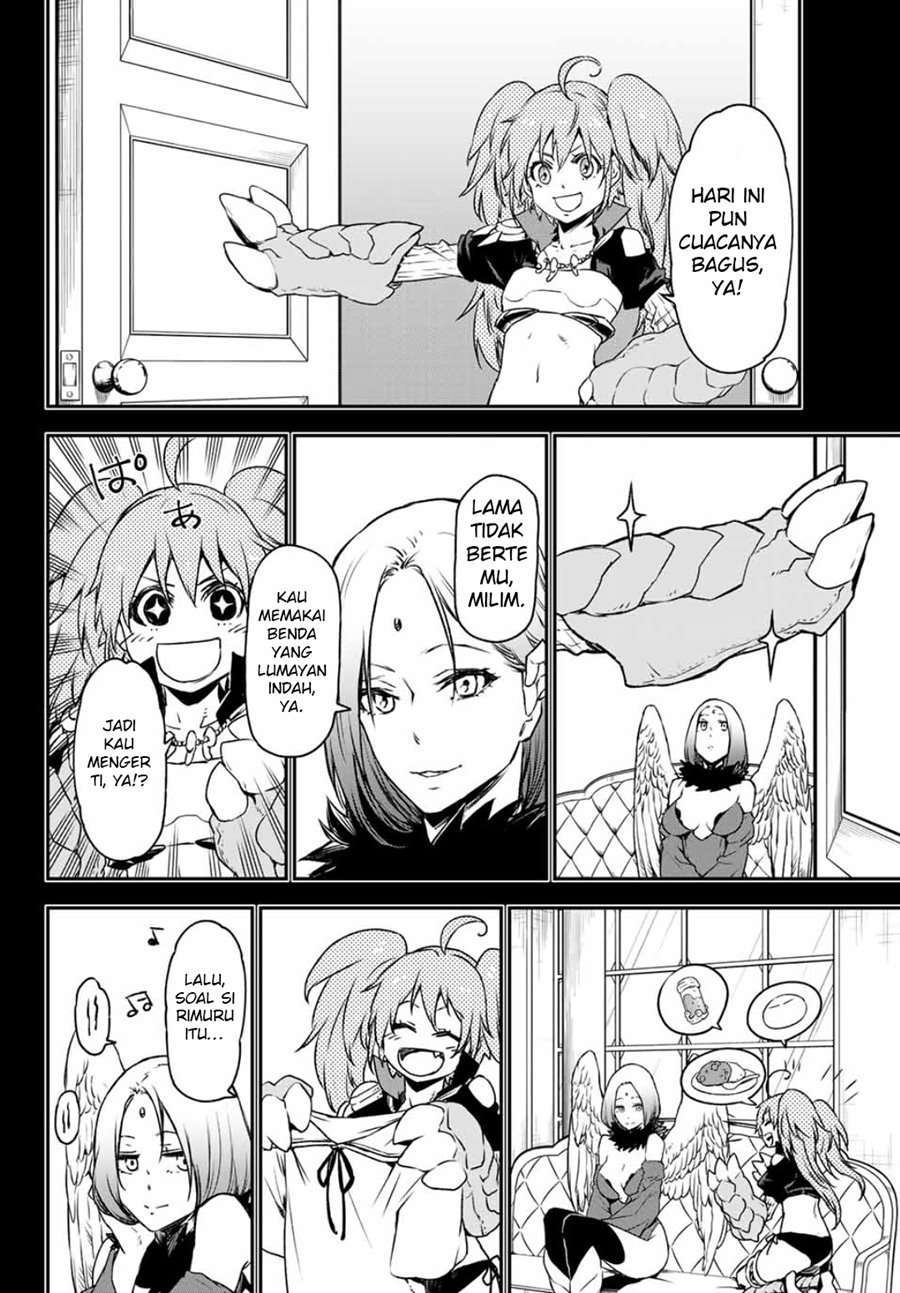 HARI INI
PUN
CUACANYA
BAGUS,
YA!
LAMA
TIDAK
BERTE
MU,
MILIM.
KAU
MEMAKAI
BENDA
YANG
LUMAYAN
INDAH,
YA.
ぱぁ
JADI
KAU
MENGER
TI, YA!?
LALU,
SOAL SI
RIMURU
ITU...